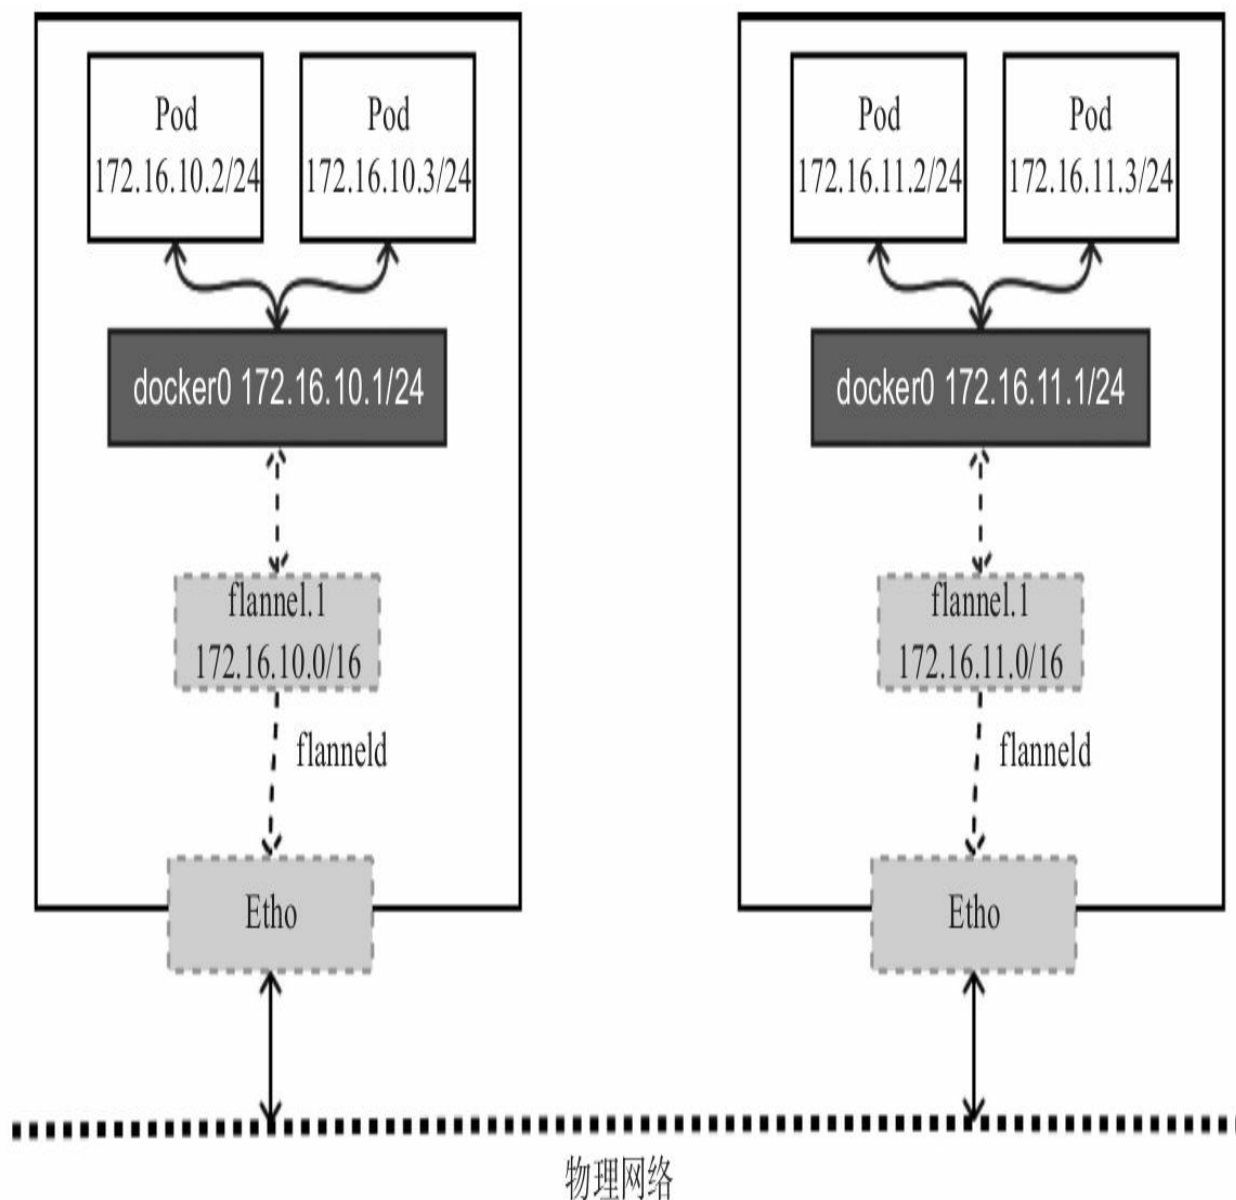 Pod
172.16.10.2/24
Pod
172.16.10.3/24
Pod
172.16.11.2/24
Pod
172.16.11.3/24
docker0 172.16.10.1/24
docker0 172.16.11.1/24
flannel.1
172.16.10.0/16
flannel.1
172.16.11.0/16
flanneld
flanneld
Etho
Etho
物理网络